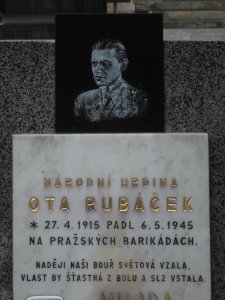 NÁRODNÍ HRDINA
OTA RUBÁČEK
* 27.4.1915 PADL 6.5.1945
NA PRAŽSKÝCH BARIKÁDÁCH.
NADĚJI NAŠI BOUŘ SVĚTOVÁ VZALA,
VLAST BY ŠŤASTNÁ Z BOLU A SLZ VSTALA.